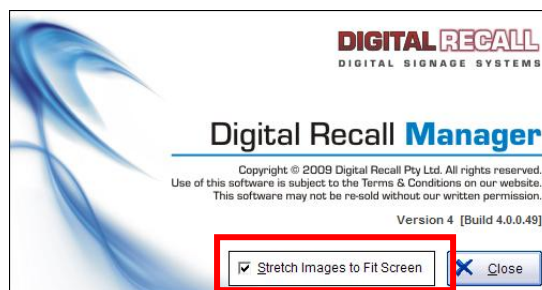 DIGITAL RECALL
DIGITAL SIGNAGE SYSTEMS
Digital Recall Manager
Copyright © 2009 Digital Recall Pty Ltd. All rights reserved.
Use of this software is subject to the Terms & Conditions on our website.
This software may not be re-sold without our written permission.
Version 4 [Build 4.0.0.49]
Stretch Images to Fit Screen
Close